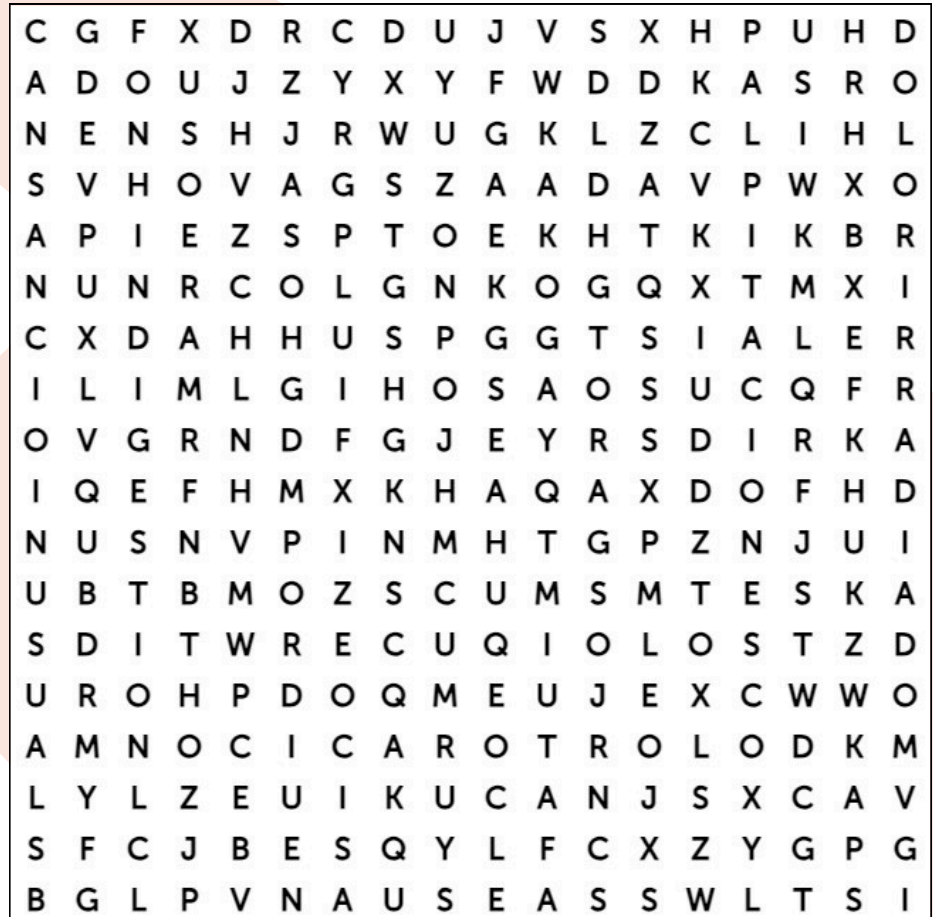 C G F X D R C D U J V S X H P U H D
A D O U J Z Y X Y F W D D K A S R O
N E N S H J R W U G K L Z C L I H L
S V H O V A G S Z A A D A V P W X O
A P I E Z S P T O E K H T K I K B R
N U N R C O L G N K O G Q X T M X I
C X D A H H U S P G G T S I A L E R
I L I M L G I H O S A O S U C Q F R
O V G R N D F G J E Y R S D I R K A
I Q E F H M X K H A Q A X D O F H D
N U S N V P I N M H T G P Z N J U I
U B T B M O Z S C U M S M T E S K A
S D I T W R E C U Q I O L O S T Z D
U R O H P D O Q M E U J E X C W W O
A M N O C I C A R O T R O L O D K M
L Y L Z E U I K U C A N J S X C A V
S F C J B E S Q Y L F C X Z Y G P G
B G L P V N A U S E A S S W L T S I